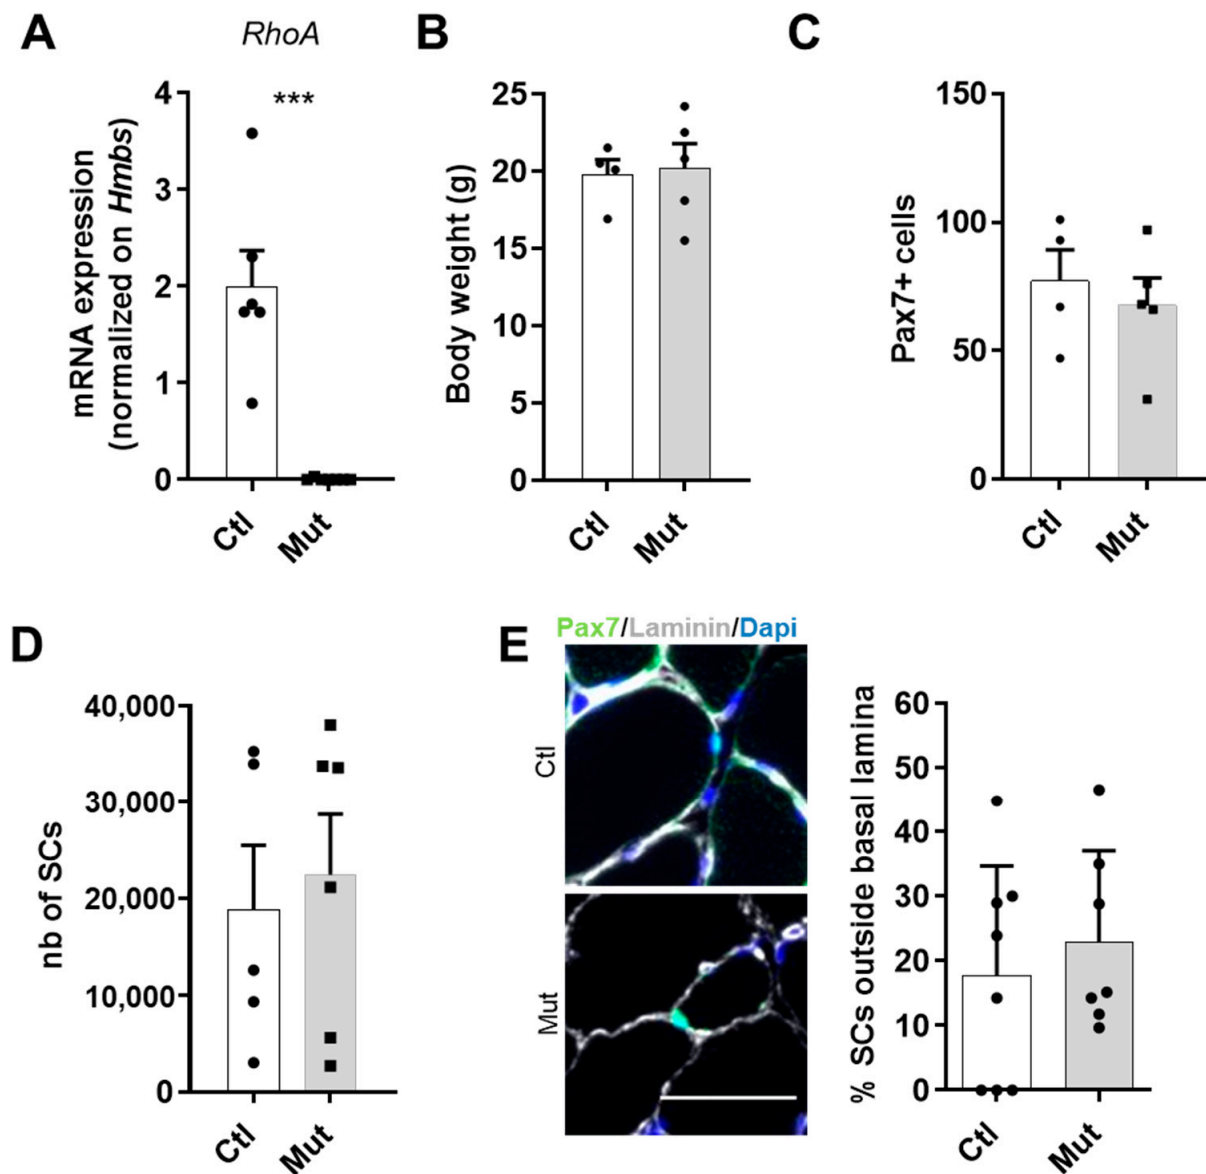 A
RhoA
***
mRNA expression
(normalized on Hmbs)
4
3
2
1
0
Ctl
Mut
B
Body weight (g)
25
20
15
10
5
0
Ctl
Mut
C
Pax7+ cells
150
100
50
0
Ctl
Mut
D
nb of SCs
40,000
30,000
20,000
10,000
0
Ctl
Mut
E
Pax7/Laminin/Dapi
Ctl
Mut
% SCs outside basal lamina
60
50
40
30
20
10
0
Ctl
Mut